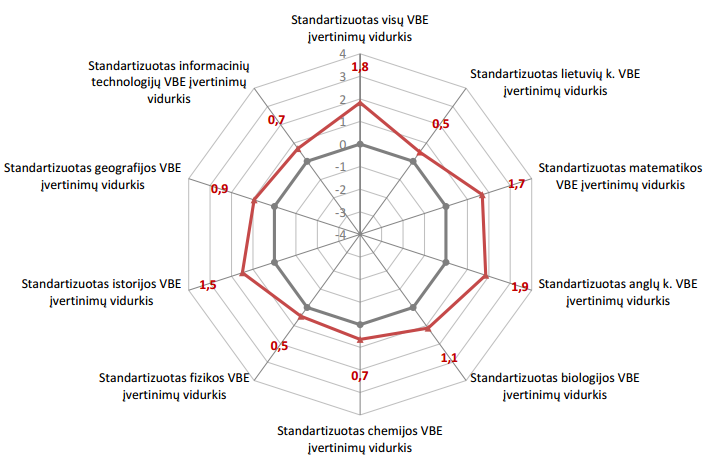 Standartizuotas visų VBE
įvertinimų vidurkis
1,8
Standartizuotas lietuvių k. VBE
įvertinimų vidurkis
0,5
Standartizuotas matematikos
VBE įvertinimų vidurkis
1,7
Standartizuotas anglų k. VBE
įvertinimų vidurkis
1,9
Standartizuotas biologijos VBE
įvertinimų vidurkis
1,1
Standartizuotas chemijos VBE
įvertinimų vidurkis
0,7
Standartizuotas fizikos VBE
įvertinimų vidurkis
0,5
Standartizuotas istorijos VBE
įvertinimų vidurkis
1,5
Standartizuotas geografijos VBE
įvertinimų vidurkis
0,9
Standartizuotas informacinių
technologijų VBE įvertinimų
vidurkis
0,7
4
3
2
1
0
-1
-2
-3
-4